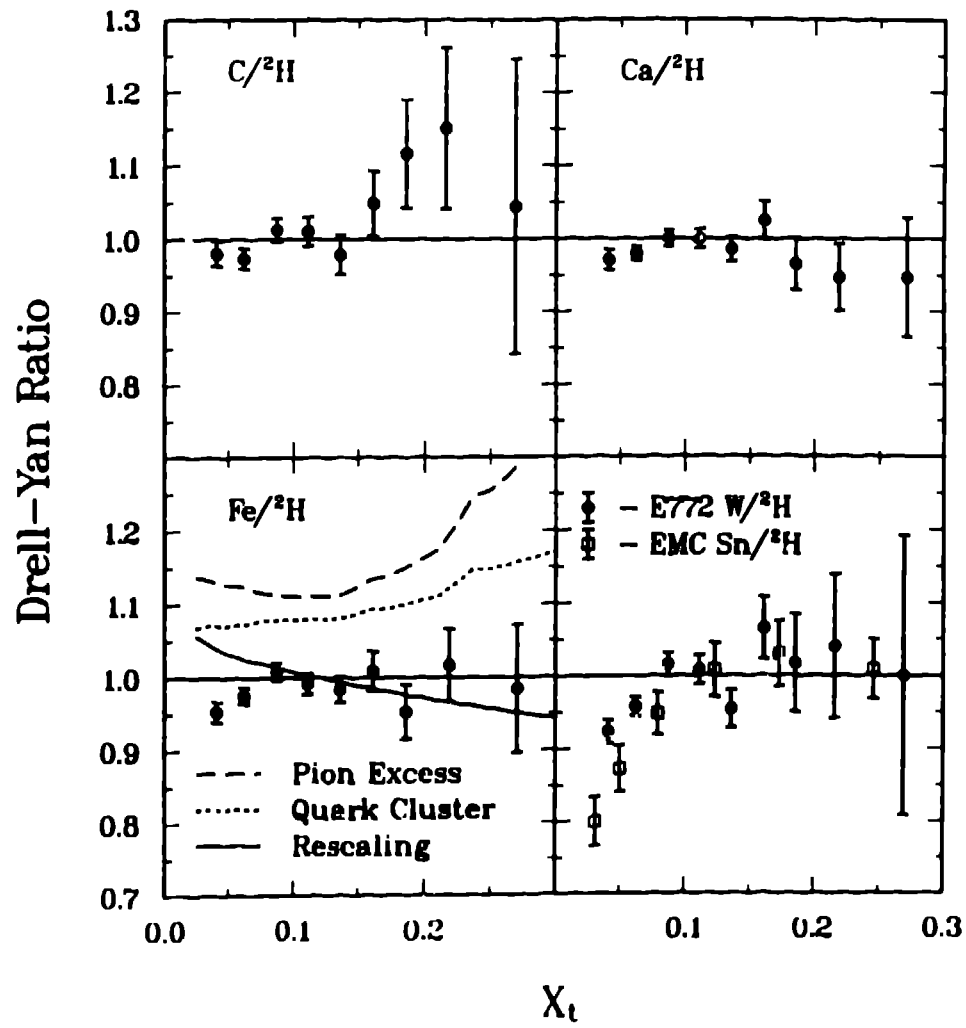 1.3
1.2
1.1
1.0
0.9
0.8
C/²H
Ca/²H
Drell-Yan Ratio
Fe/²H
1.2
1.1
1.0
0.9
0.8
0.7
Pion Excess
Quark Cluster
Rescaling
- E772 W/²H
- EMC Sn/²H
0.0 0.1 0.2
0.1 0.2 0.3
Xₜ